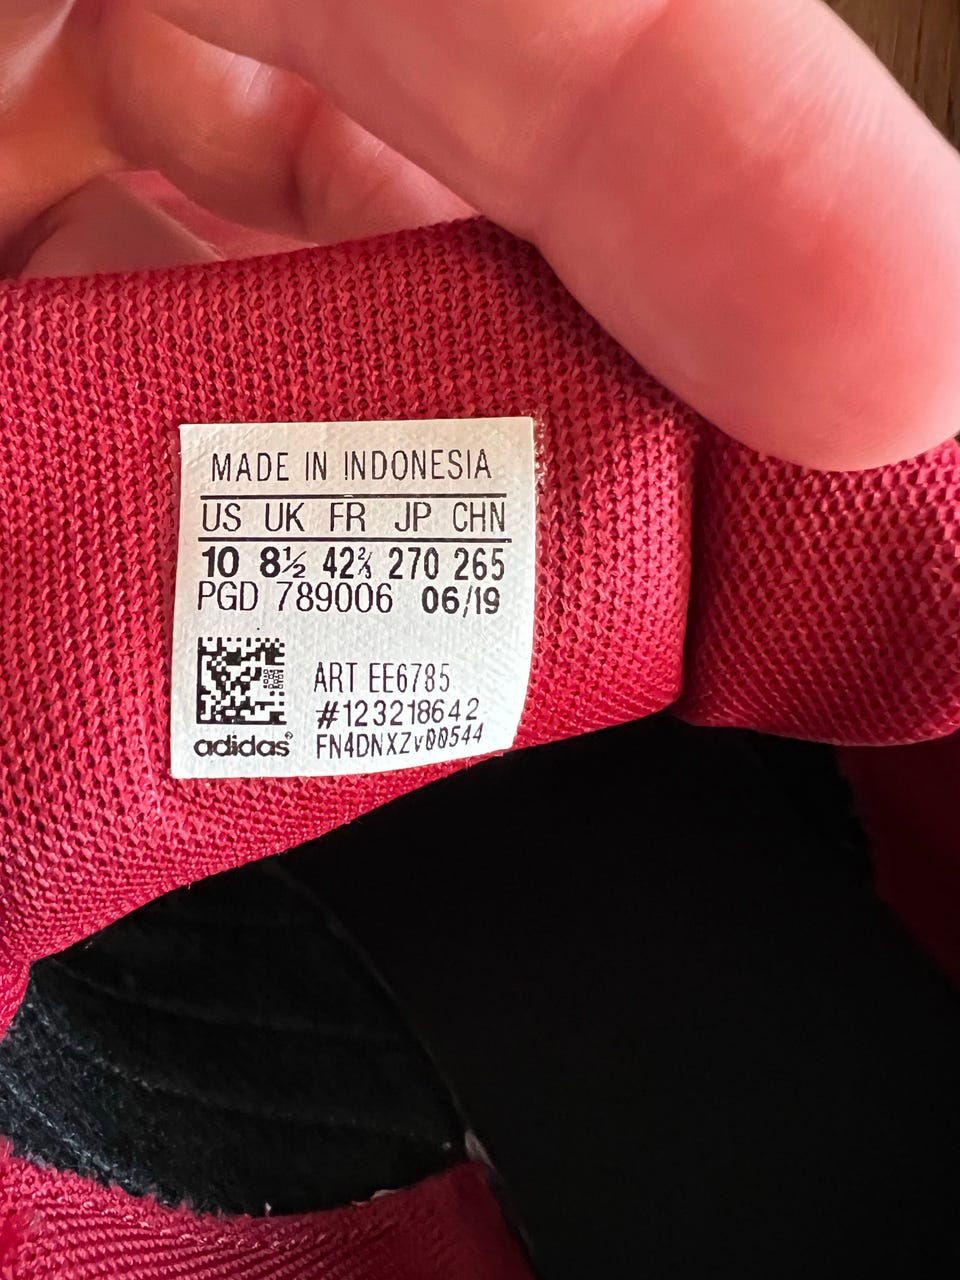 MADE IN INDONESIA
US UK FR JP CHN
10 8½ 42⅔ 270 265
PGD 789006 06/19
ART EE6785
#123218642
adidas® FN4DNXZv00544